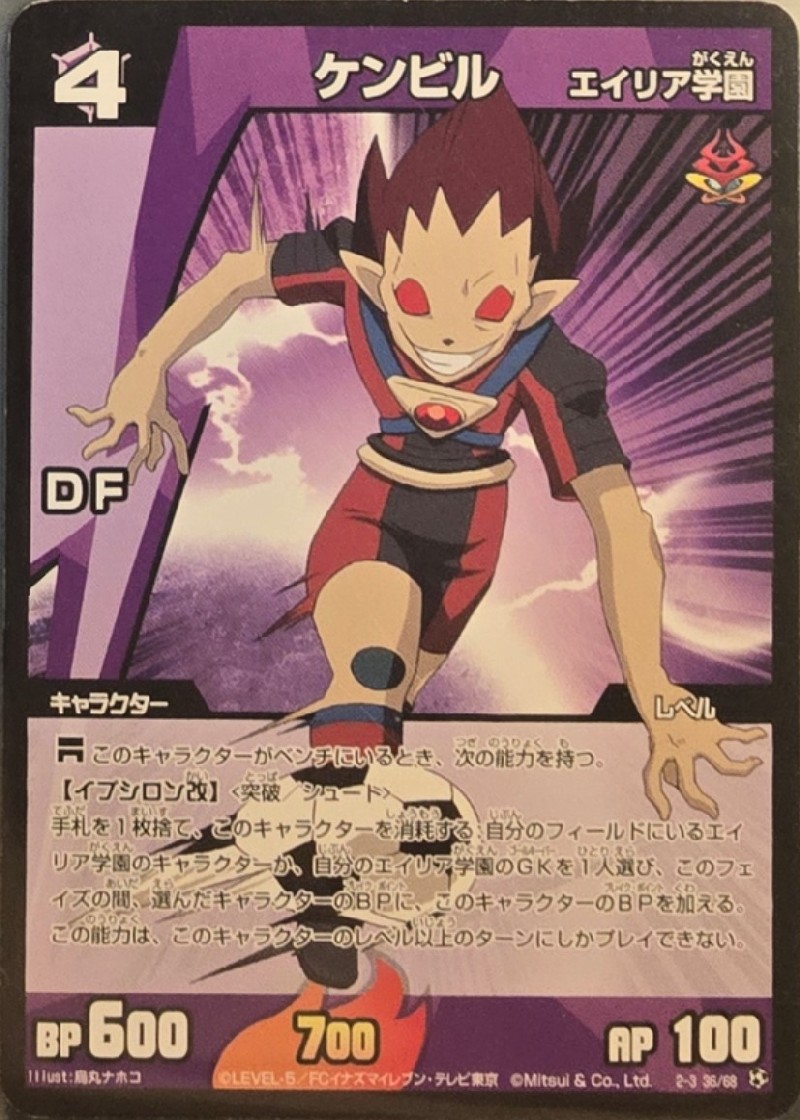 4
ケンビル
エイリア学園
がくえん
DF
キャラクター
レベル
このキャラクターがベンチにいるとき、次の能力を持つ。
【イプシロン改】〈突破/シュート〉
手札を1枚捨て、このキャラクターを消耗する:自分のフィールドにいるエイ
リア学園のキャラクターか、自分のエイリア学園のGKを1人選び、このフェ
イズの間、選んだキャラクターのBPに、このキャラクターのBPを加える。
この能力は、このキャラクターのレベル以上のターンにしかプレイできない。
BP 600
700
AP 100
Illust:烏丸ナホコ
©LEVEL-5/FCイナズマイレブン・テレビ東京 ©Mitsui & Co., Ltd. 2-3 36/68